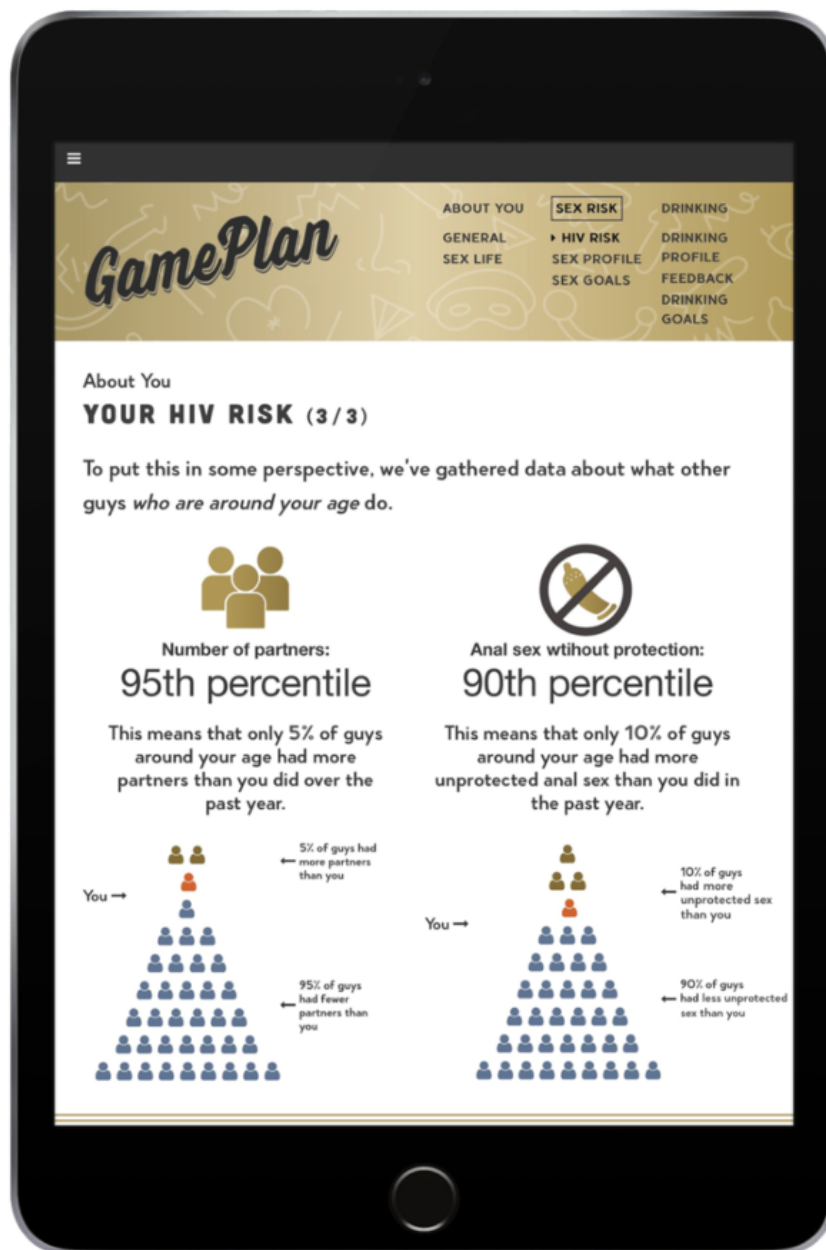 GamePlan
ABOUT YOU
GENERAL
SEX LIFE
SEX RISK
HIV RISK
SEX PROFILE
SEX GOALS
DRINKING
DRINKING
PROFILE
FEEDBACK
DRINKING
GOALS
About You
YOUR HIV RISK (3/3)
To put this in some perspective, we've gathered data about what other
guys who are around your age do.
Number of partners:
95th percentile
This means that only 5% of guys
around your age had more
partners than you did over the
past year.
You →
← 5% of guys had
more partners
than you
← 95% of guys
had fewer
partners than
you
Anal sex wtihout protection:
90th percentile
This means that only 10% of guys
around your age had more
unprotected anal sex than you did in
the past year.
You →
← 10% of guys
had more
unprotected sex
than you
← 90% of guys
had less unprotected
sex than you